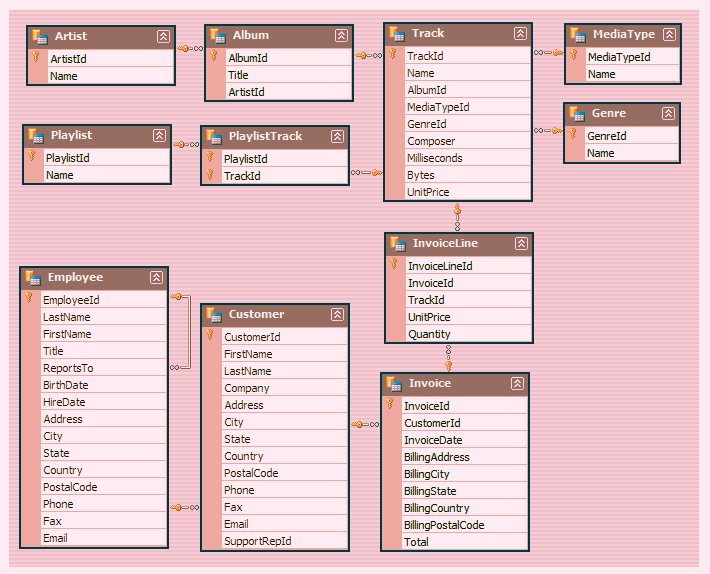 Artist
ArtistId
Name
Album
AlbumId
Title
ArtistId
Track
TrackId
Name
AlbumId
MediaTypeId
GenreId
Composer
Milliseconds
Bytes
UnitPrice
MediaType
MediaTypeId
Name
Genre
GenreId
Name
Playlist
PlaylistId
Name
PlaylistTrack
PlaylistId
TrackId
InvoiceLine
InvoiceLineId
InvoiceId
TrackId
UnitPrice
Quantity
Employee
EmployeeId
LastName
FirstName
Title
ReportsTo
BirthDate
HireDate
Address
City
State
Country
PostalCode
Phone
Fax
Email
Customer
CustomerId
FirstName
LastName
Company
Address
City
State
Country
PostalCode
Phone
Fax
Email
SupportRepId
Invoice
InvoiceId
CustomerId
InvoiceDate
BillingAddress
BillingCity
BillingState
BillingCountry
BillingPostalCode
Total